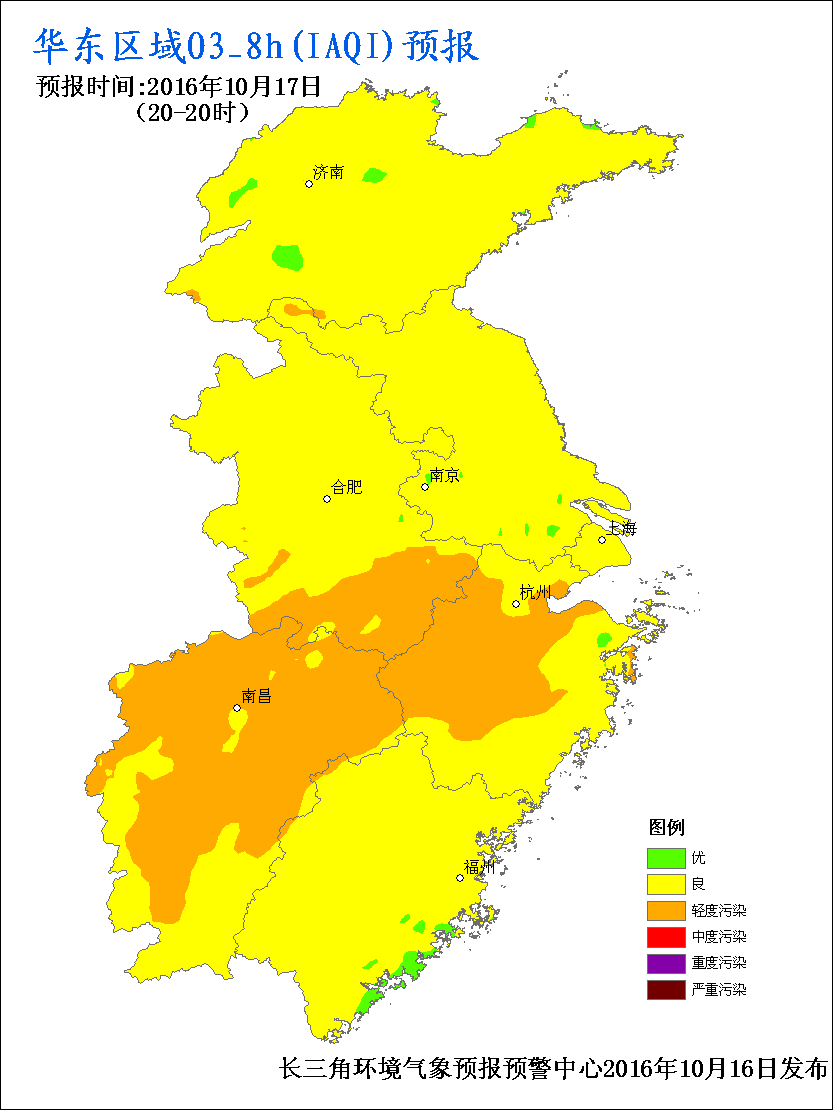 华东区域O3_8h(IAQI)预报
预报时间:2016年10月17日
(20-20时)
济南
南京
合肥
上海
杭州
南昌
福州
图例
优
良
轻度污染
中度污染
重度污染
严重污染
长三角环境气象预报预警中心2016年10月16日发布